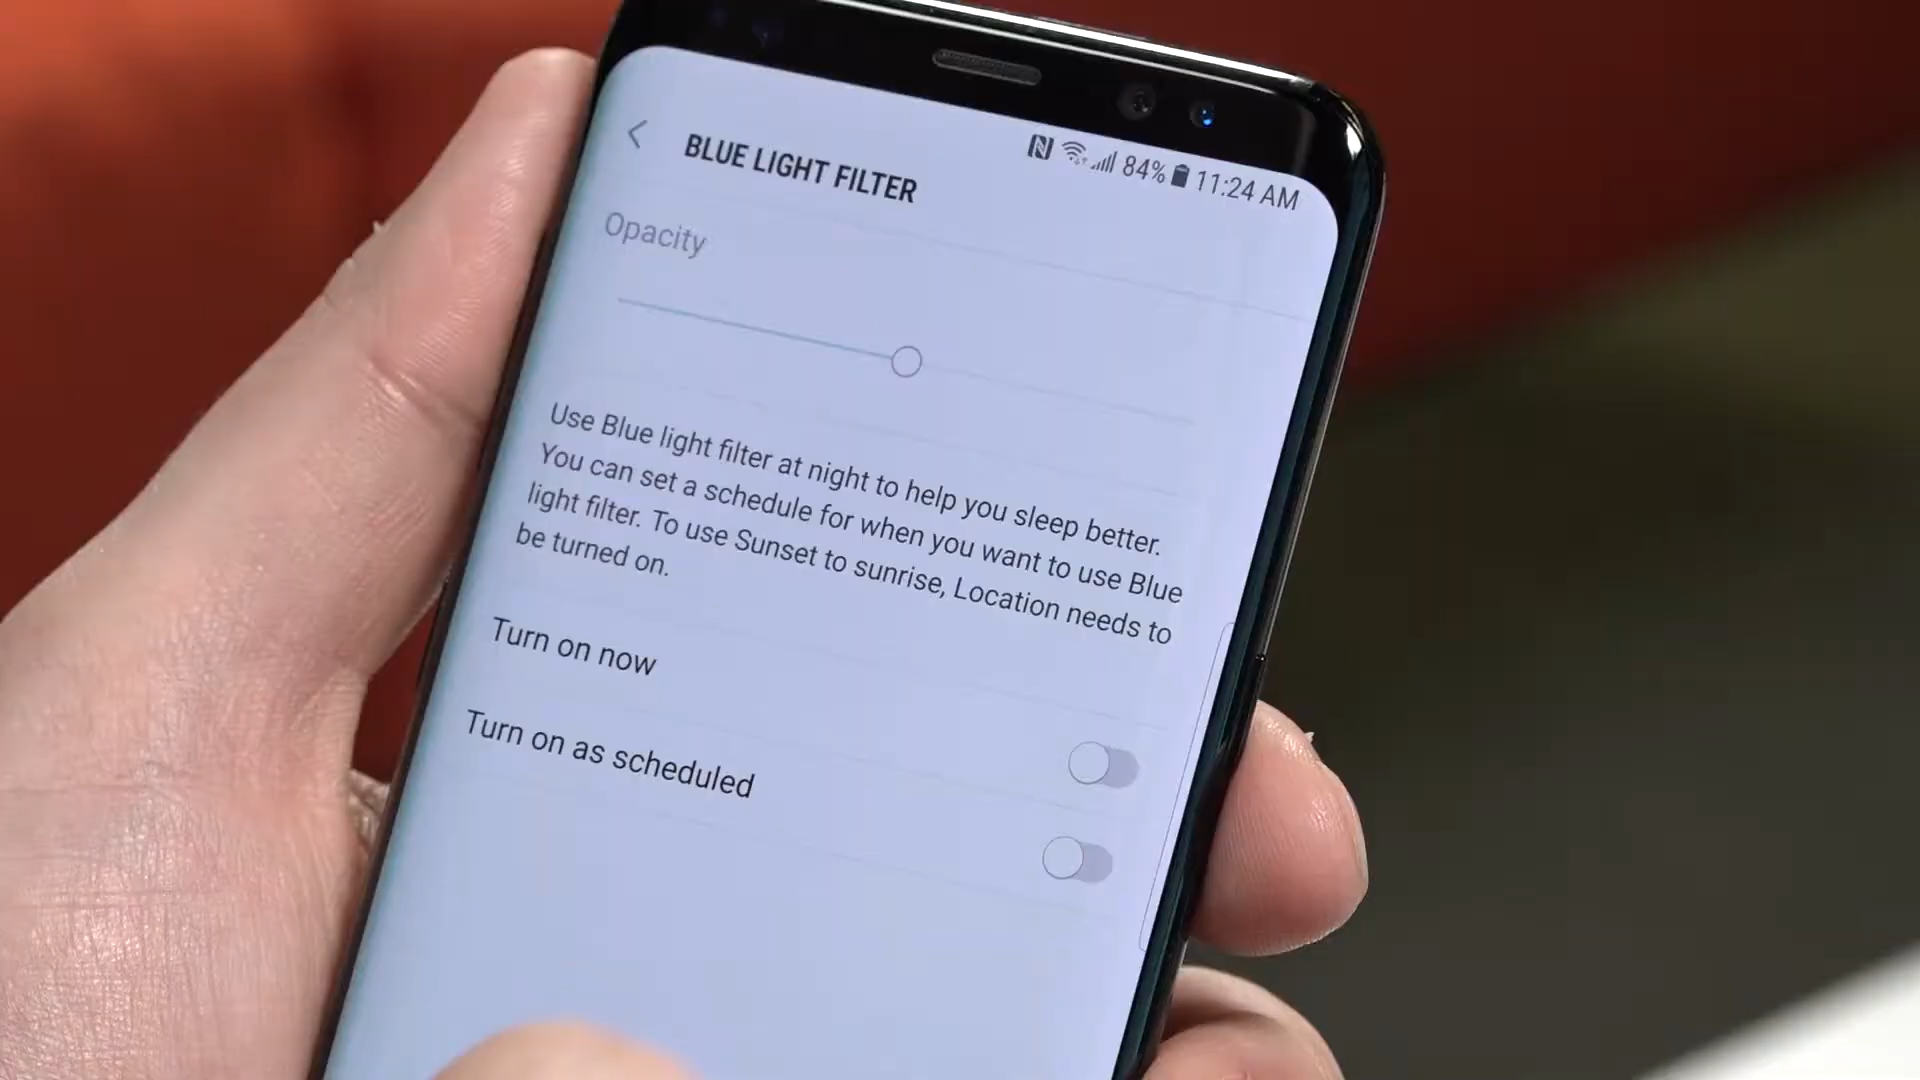 84% 11:24 AM
BLUE LIGHT FILTER
Opacity
Use Blue light filter at night to help you sleep better.
You can set a schedule for when you want to use Blue
light filter. To use Sunset to sunrise, Location needs to
be turned on.
Turn on now
Turn on as scheduled